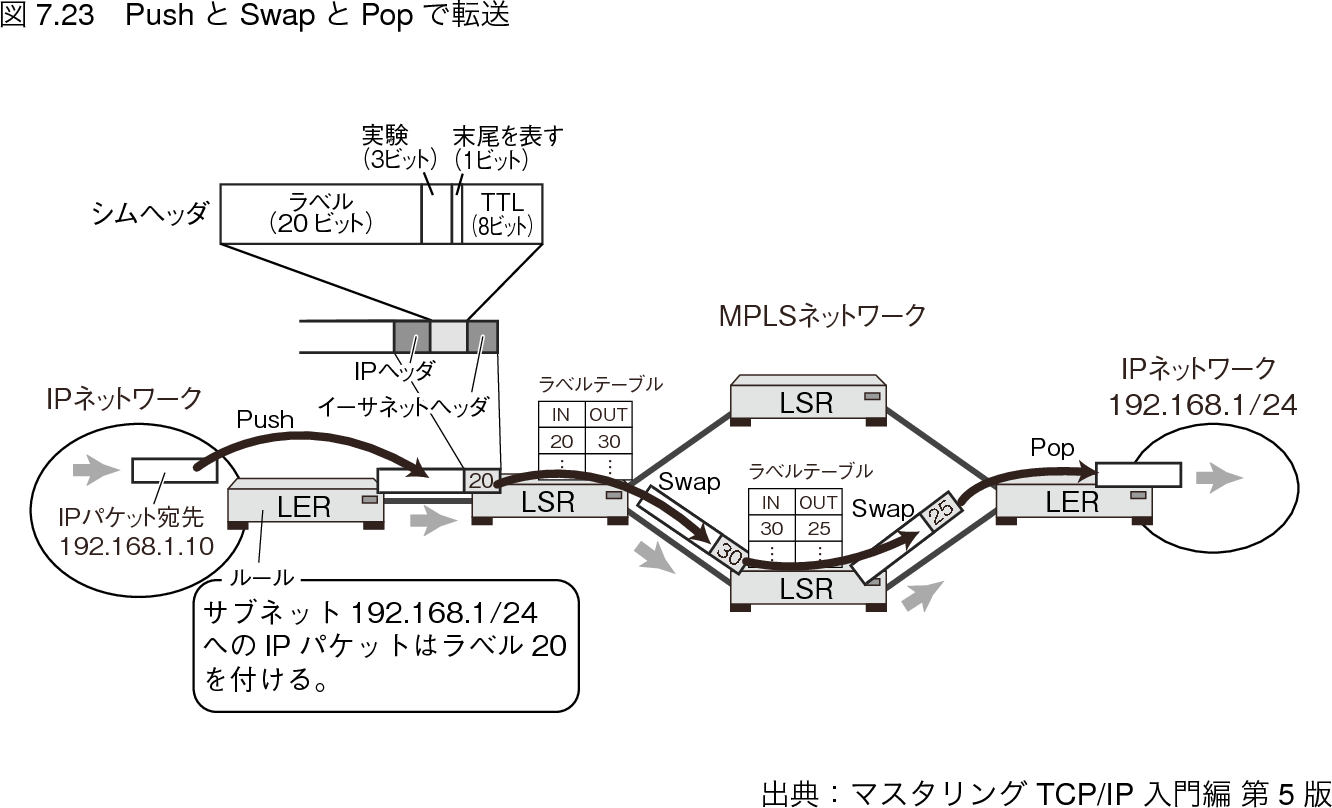 図 7.23　Push と Swap と Pop で転送
実験
（3ビット）
末尾を表す
（1ビット）
シムヘッダ
ラベル
（20 ビット）
TTL
（8ビット）
IPヘッダ
イーサネットヘッダ
MPLSネットワーク
IPネットワーク
Push
IPパケット宛先
192.168.1.10
LER
ルール
サブネット 192.168.1/24
への IP パケットはラベル 20
を付ける。
20
ラベルテーブル
IN OUT
20 30
⋮ ⋮
LSR
LSR
Swap
30
ラベルテーブル
IN OUT
30 25
⋮ ⋮
LSR
Swap
25
Pop
LER
IPネットワーク
192.168.1/24
出典：マスタリング TCP/IP 入門編 第 5 版